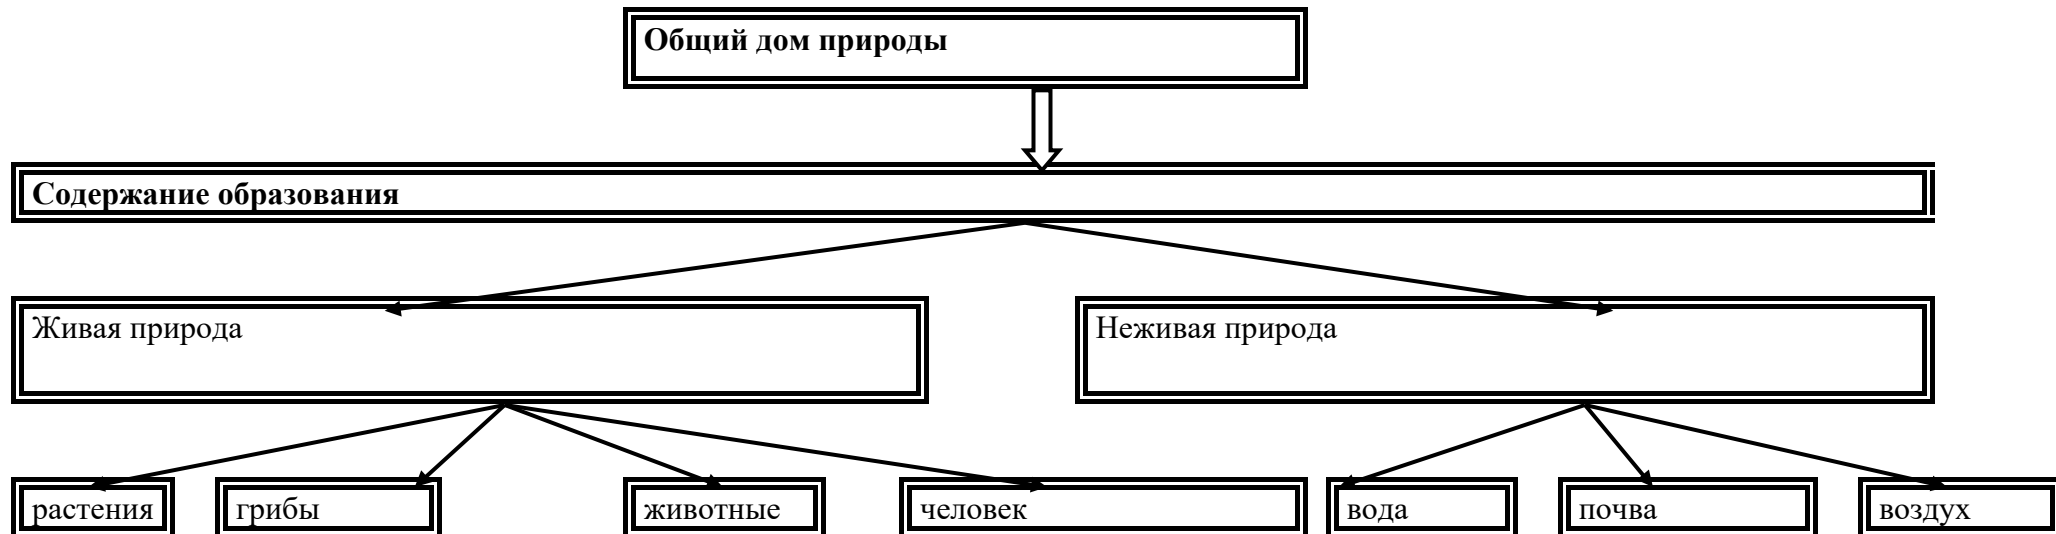 Общий дом природы
Содержание образования
Живая природа
Неживая природа
растения
грибы
животные
человек
вода
почва
воздух